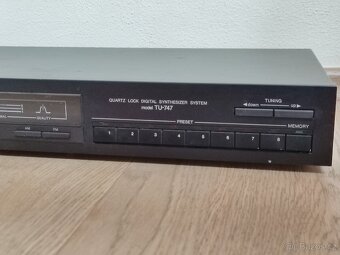 QUARTZ LOCK DIGITAL SYNTHESIZER SYSTEM
model TU-747
TUNING
◀down up▶
QUALITY
AM FM
PRESET
MEMORY
1 2 3 4 5 6 7 8